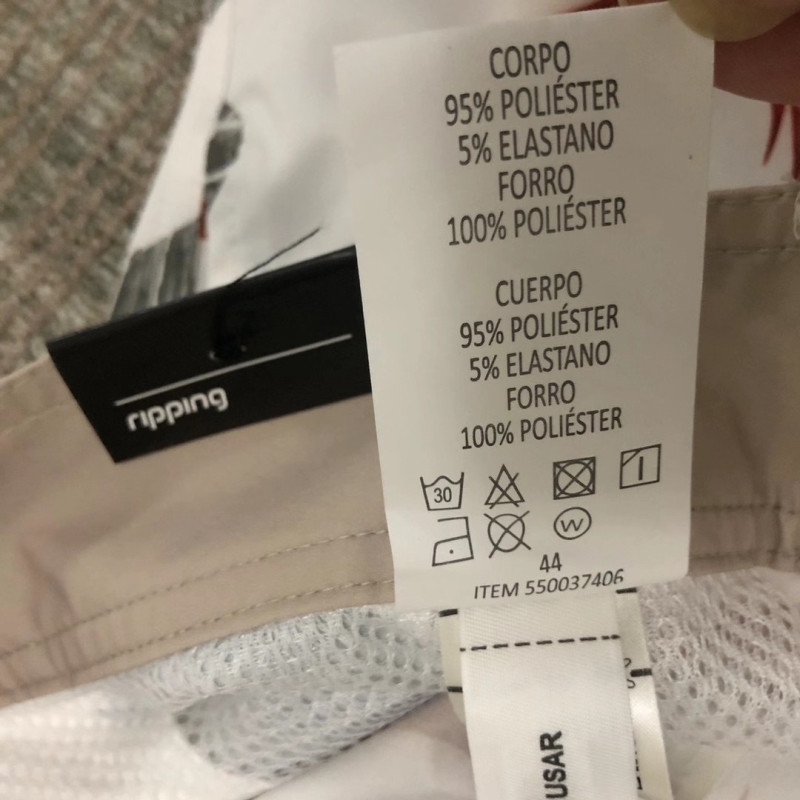 CORPO
95% POLIÉSTER
5% ELASTANO
FORRO
100% POLIÉSTER
CUERPO
95% POLIÉSTER
5% ELASTANO
FORRO
100% POLIÉSTER
30
W
44
ITEM 550037406
ripping
USAR